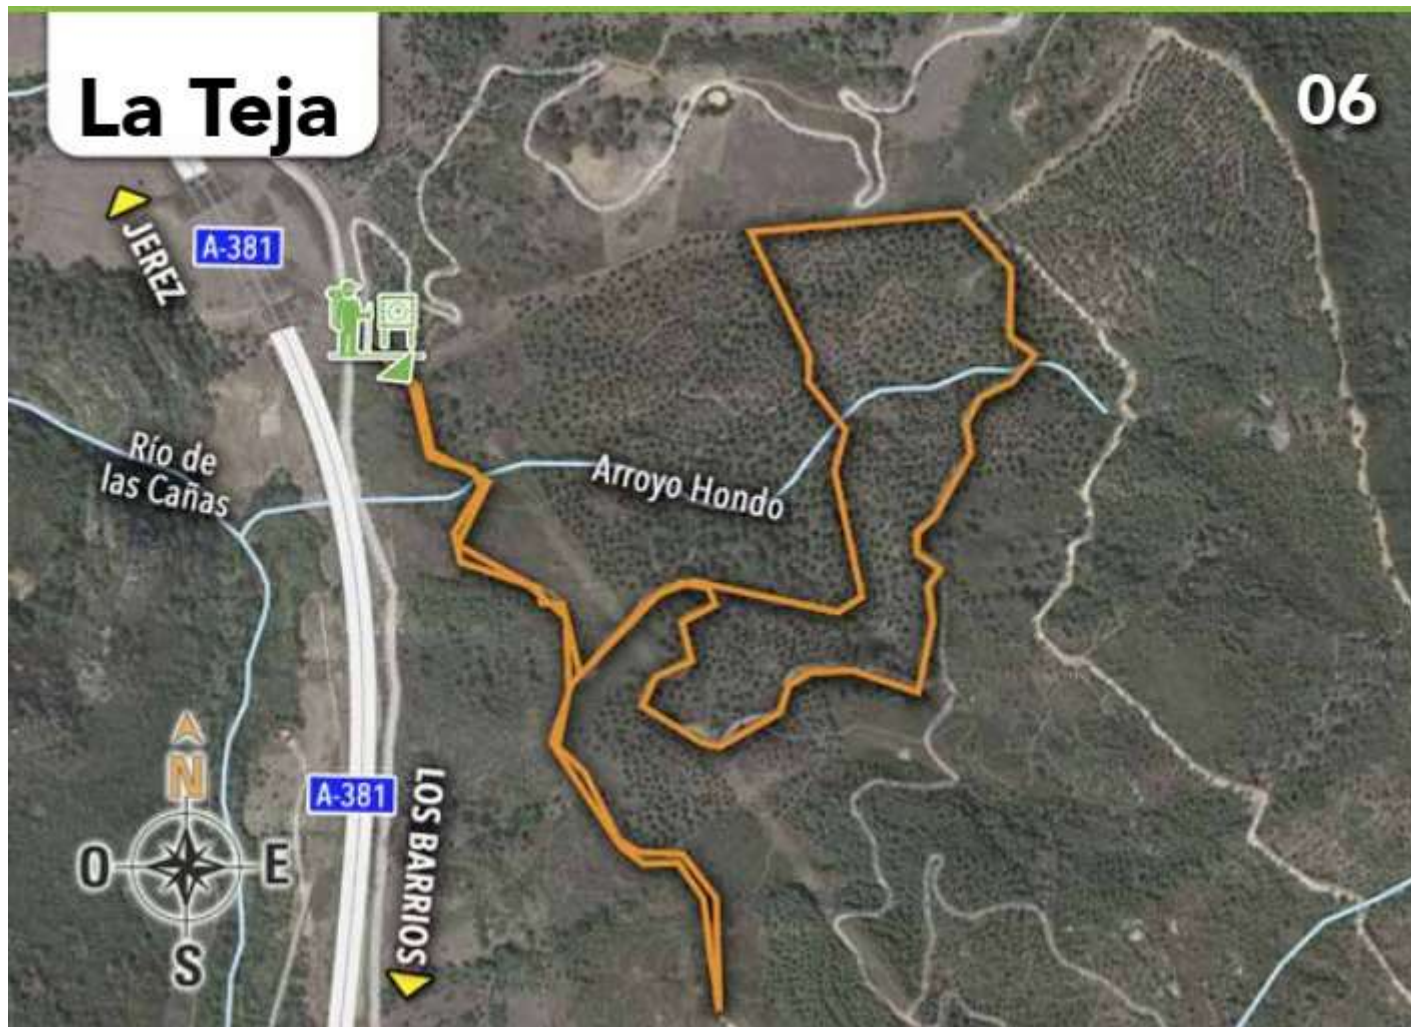 La Teja
06
JEREZ
A-381
Río de
las Cañas
Arroyo Hondo
A-381
LOS BARRIOS
N
O
E
S